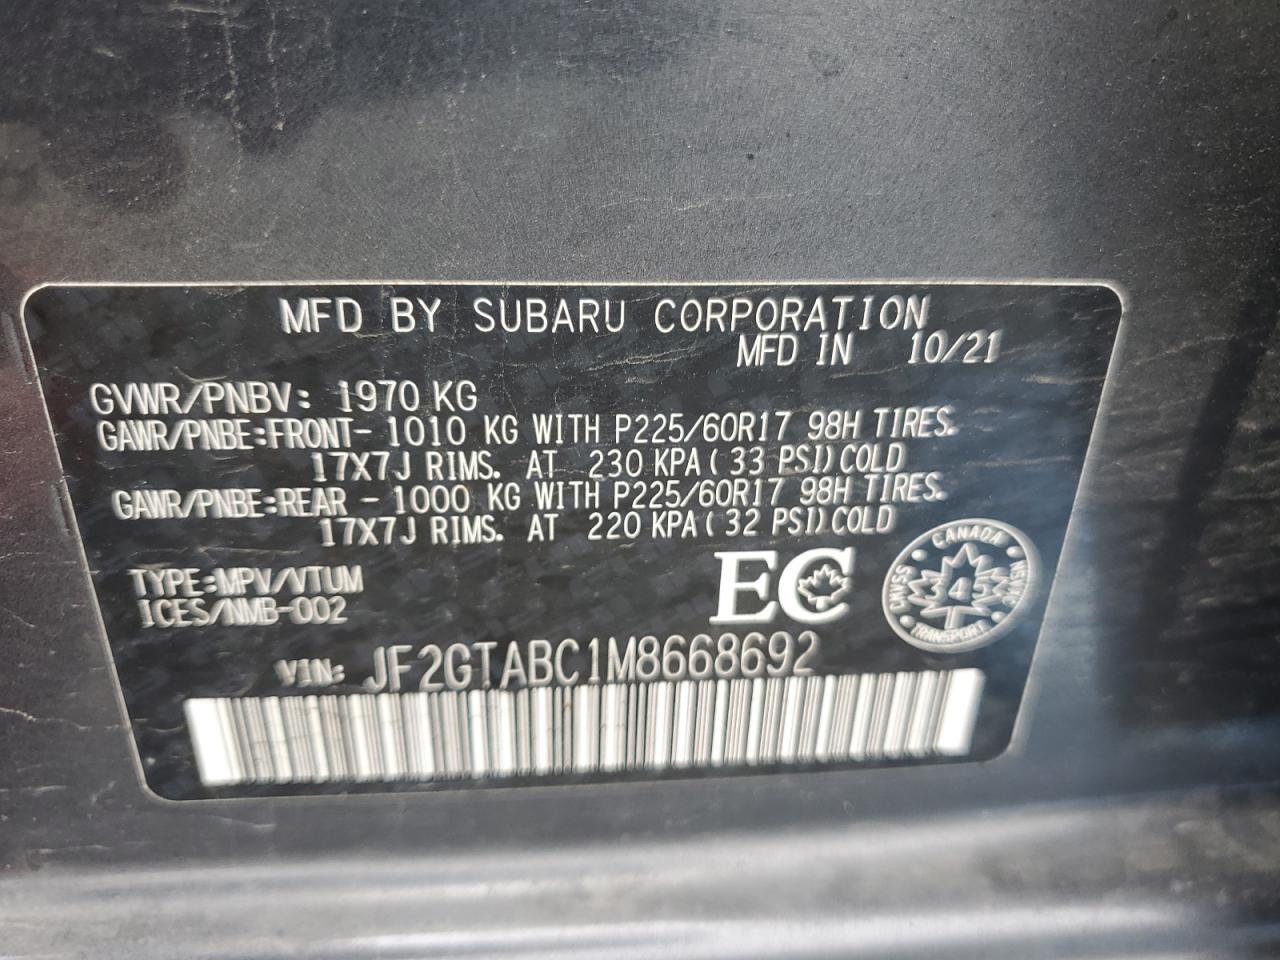 MFD BY SUBARU CORPORATION
MFD IN 10/21
GVWR/PNBV: 1970 KG
GAWR/PNBE:FRONT- 1010 KG WITH P225/60R17 98H TIRES.
17X7J RIMS. AT 230 KPA ( 33 PSI) COLD
GAWR/PNBE:REAR - 1000 KG WITH P225/60R17 98H TIRES.
17X7J RIMS. AT 220 KPA ( 32 PSI) COLD
TYPE:MPV/VTUM
ICES/NMB-002
EC
CANADA
CMVSS 345 NSVAC
TRANSPORT
VIN: JF2GTABC1M8668692